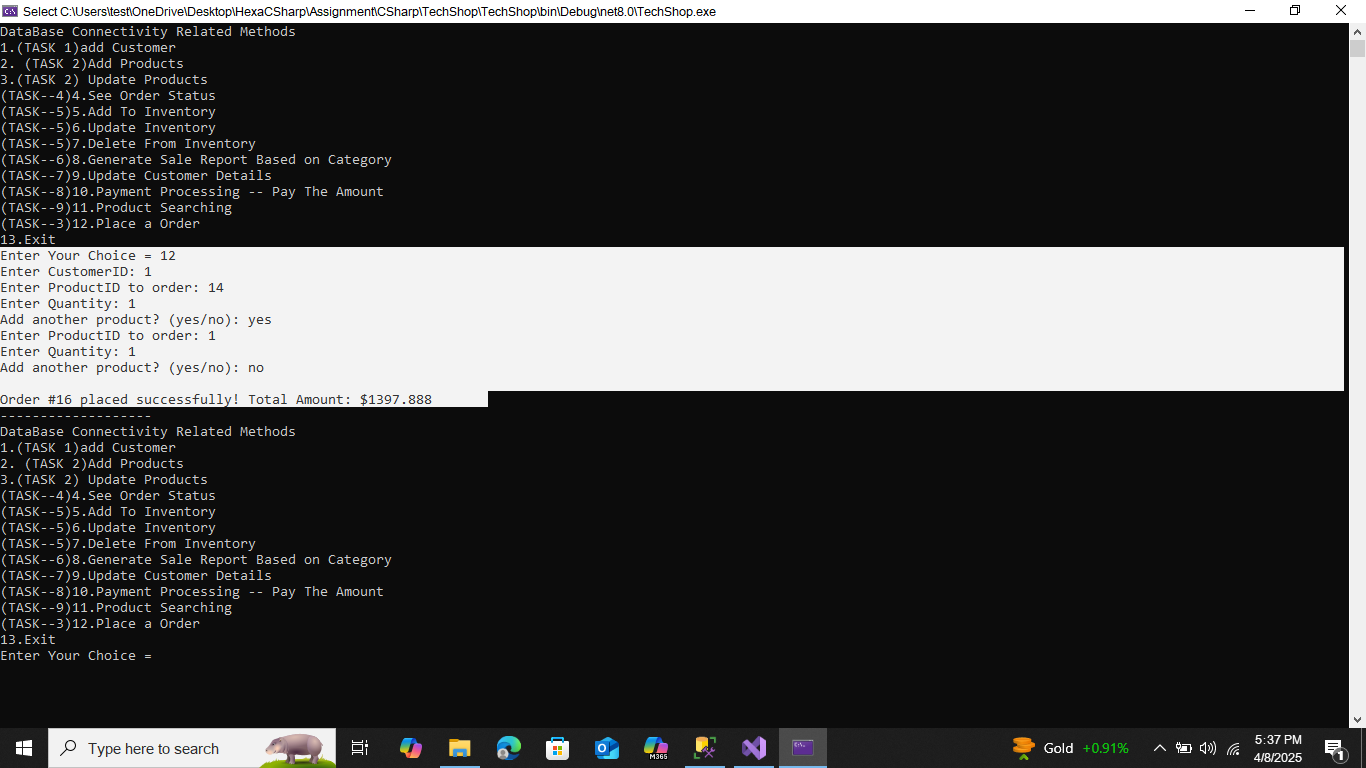 Select C:\Users\test\OneDrive\Desktop\HexaCSharp\Assignment\CSharp\TechShop\TechShop\bin\Debug\net8.0\TechShop.exe
DataBase Connectivity Related Methods
1.(TASK 1)add Customer
2. (TASK 2)Add Products
3.(TASK 2) Update Products
(TASK--4)4.See Order Status
(TASK--5)5.Add To Inventory
(TASK--5)6.Update Inventory
(TASK--5)7.Delete From Inventory
(TASK--6)8.Generate Sale Report Based on Category
(TASK--7)9.Update Customer Details
(TASK--8)10.Payment Processing -- Pay The Amount
(TASK--9)11.Product Searching
(TASK--3)12.Place a Order
13.Exit
Enter Your Choice = 12
Enter CustomerID: 1
Enter ProductID to order: 14
Enter Quantity: 1
Add another product? (yes/no): yes
Enter ProductID to order: 1
Enter Quantity: 1
Add another product? (yes/no): no
Order #16 placed successfully! Total Amount: $1397.888
-------------------
DataBase Connectivity Related Methods
1.(TASK 1)add Customer
2. (TASK 2)Add Products
3.(TASK 2) Update Products
(TASK--4)4.See Order Status
(TASK--5)5.Add To Inventory
(TASK--5)6.Update Inventory
(TASK--5)7.Delete From Inventory
(TASK--6)8.Generate Sale Report Based on Category
(TASK--7)9.Update Customer Details
(TASK--8)10.Payment Processing -- Pay The Amount
(TASK--9)11.Product Searching
(TASK--3)12.Place a Order
13.Exit
Enter Your Choice =
Type here to search
M365
Gold +0.91%
5:37 PM
4/8/2025
1